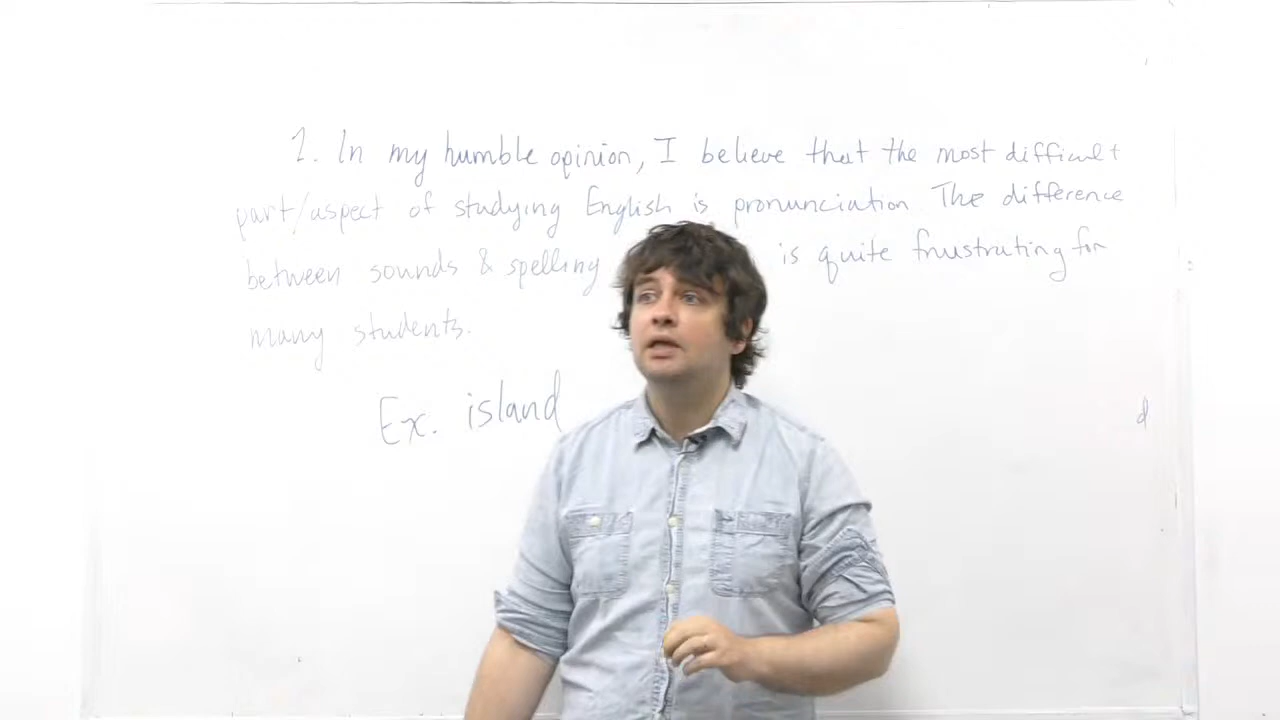 1. In my humble opinion, I believe that the most difficult
part/aspect of studying English is pronunciation The difference
between sounds & spelling is quite frustrating for
many students.
Ex. island
d